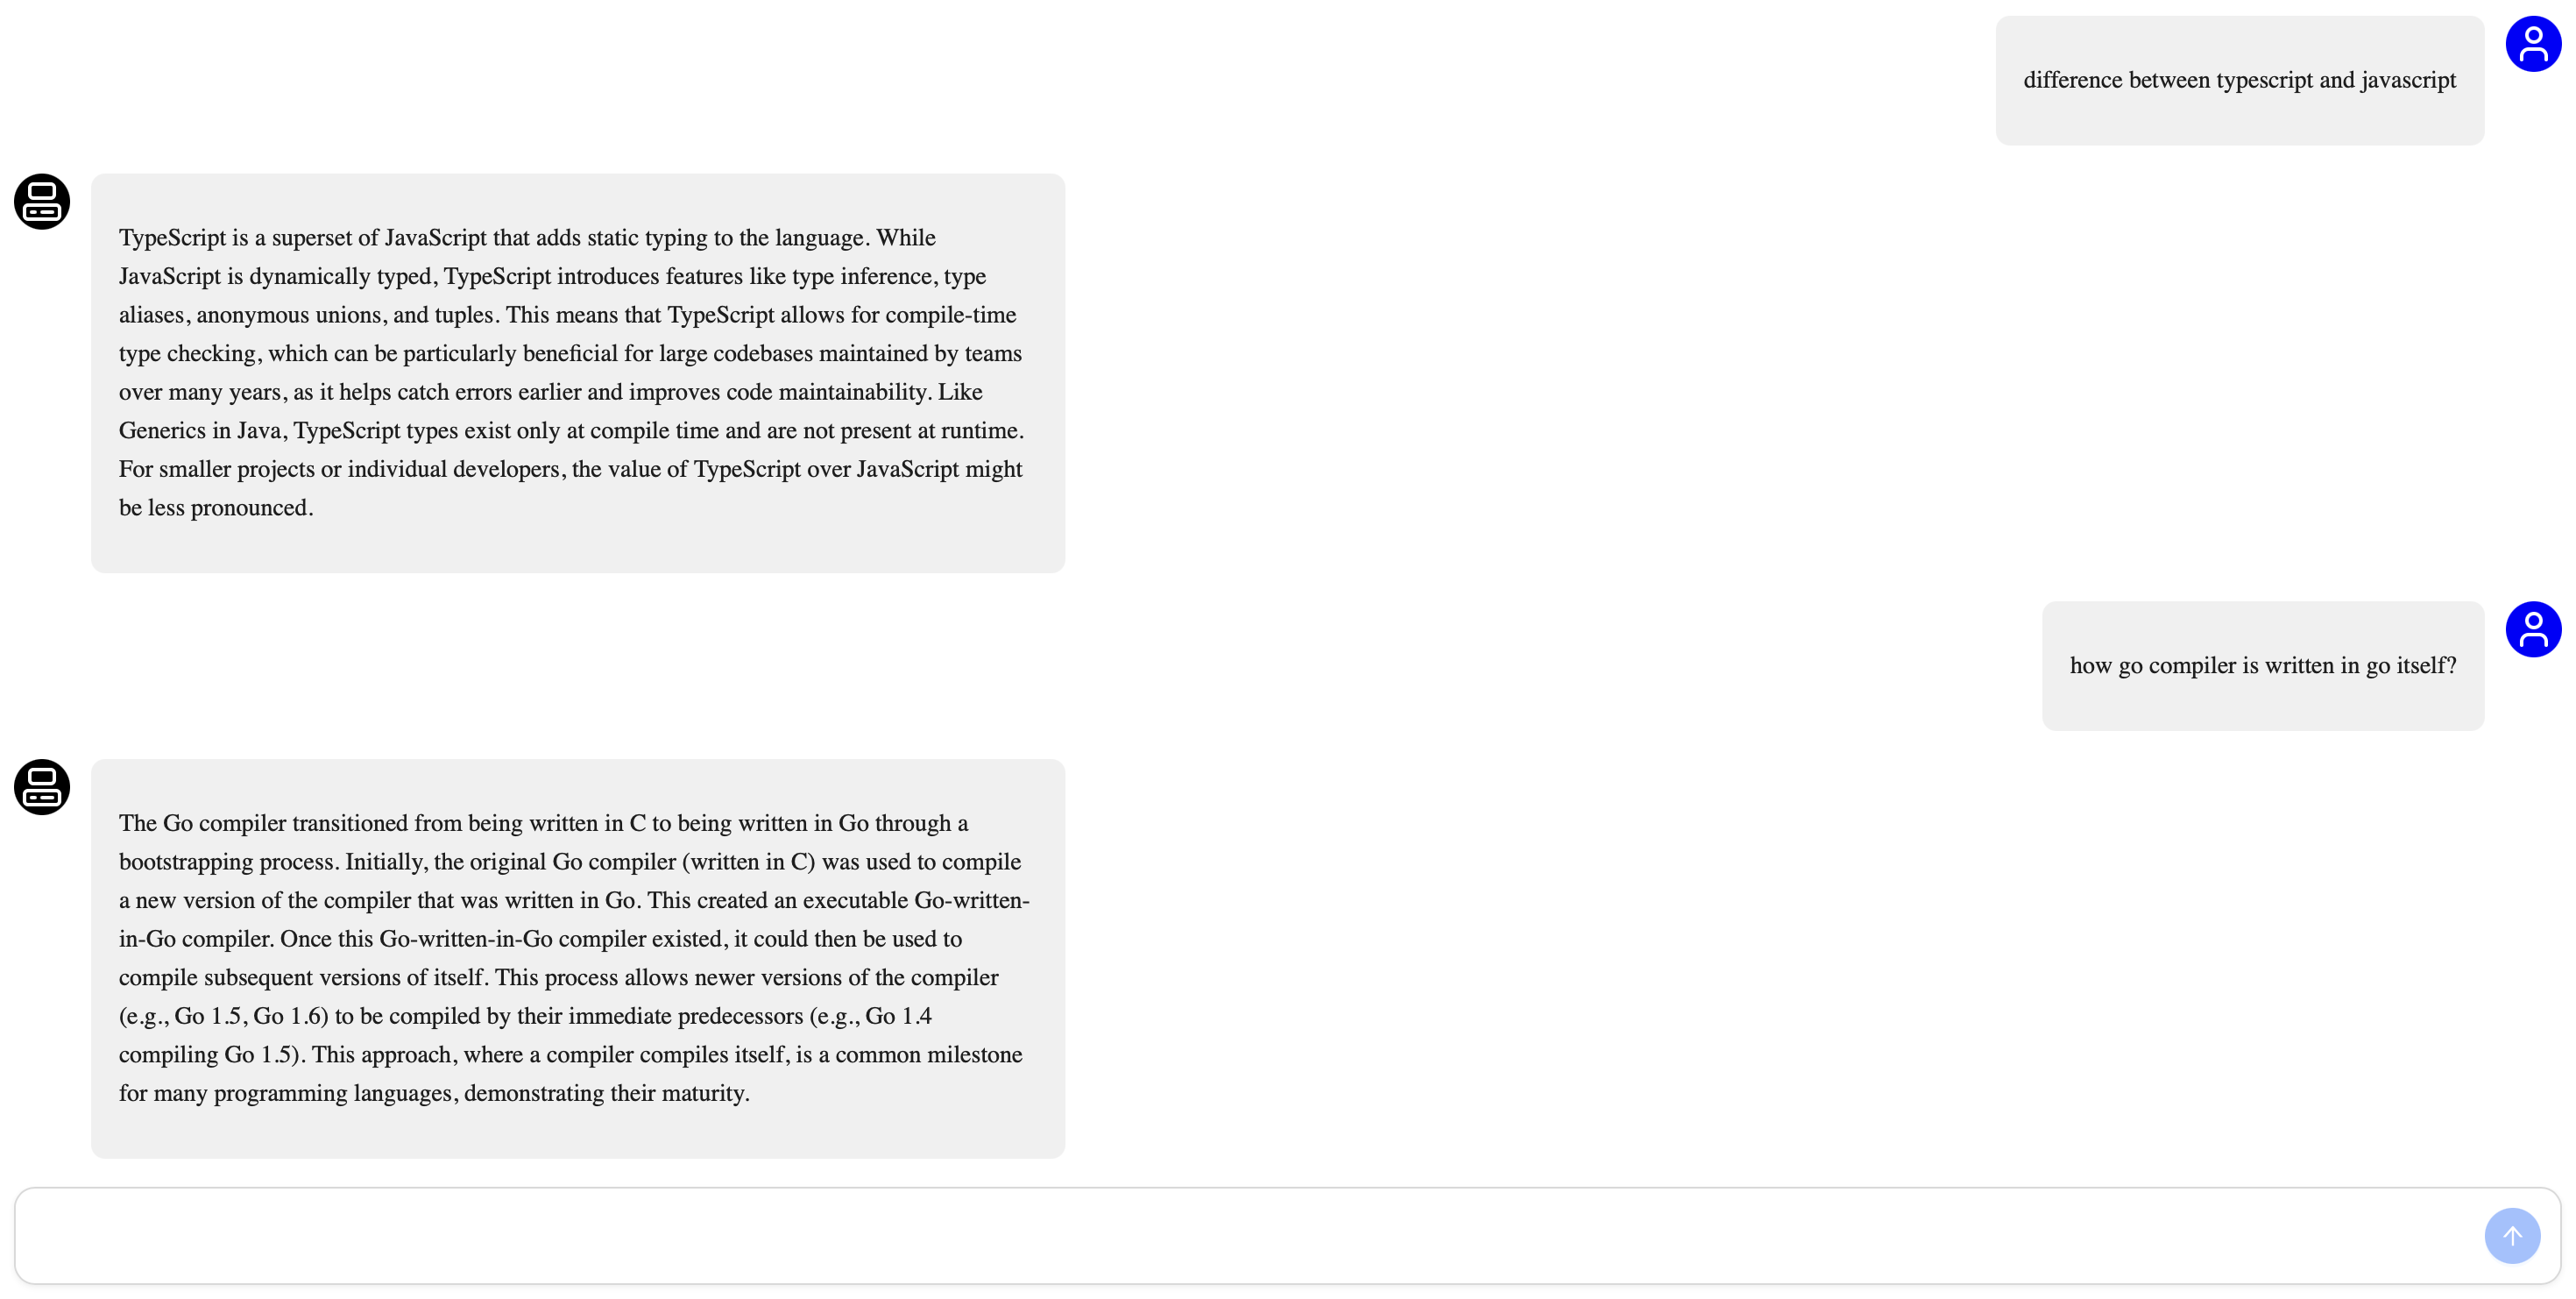 difference between typescript and javascript
TypeScript is a superset of JavaScript that adds static typing to the language. While
JavaScript is dynamically typed, TypeScript introduces features like type inference, type
aliases, anonymous unions, and tuples. This means that TypeScript allows for compile-time
type checking, which can be particularly beneficial for large codebases maintained by teams
over many years, as it helps catch errors earlier and improves code maintainability. Like
Generics in Java, TypeScript types exist only at compile time and are not present at runtime.
For smaller projects or individual developers, the value of TypeScript over JavaScript might
be less pronounced.
how go compiler is written in go itself?
The Go compiler transitioned from being written in C to being written in Go through a
bootstrapping process. Initially, the original Go compiler (written in C) was used to compile
a new version of the compiler that was written in Go. This created an executable Go-written-
in-Go compiler. Once this Go-written-in-Go compiler existed, it could then be used to
compile subsequent versions of itself. This process allows newer versions of the compiler
(e.g., Go 1.5, Go 1.6) to be compiled by their immediate predecessors (e.g., Go 1.4
compiling Go 1.5). This approach, where a compiler compiles itself, is a common milestone
for many programming languages, demonstrating their maturity.